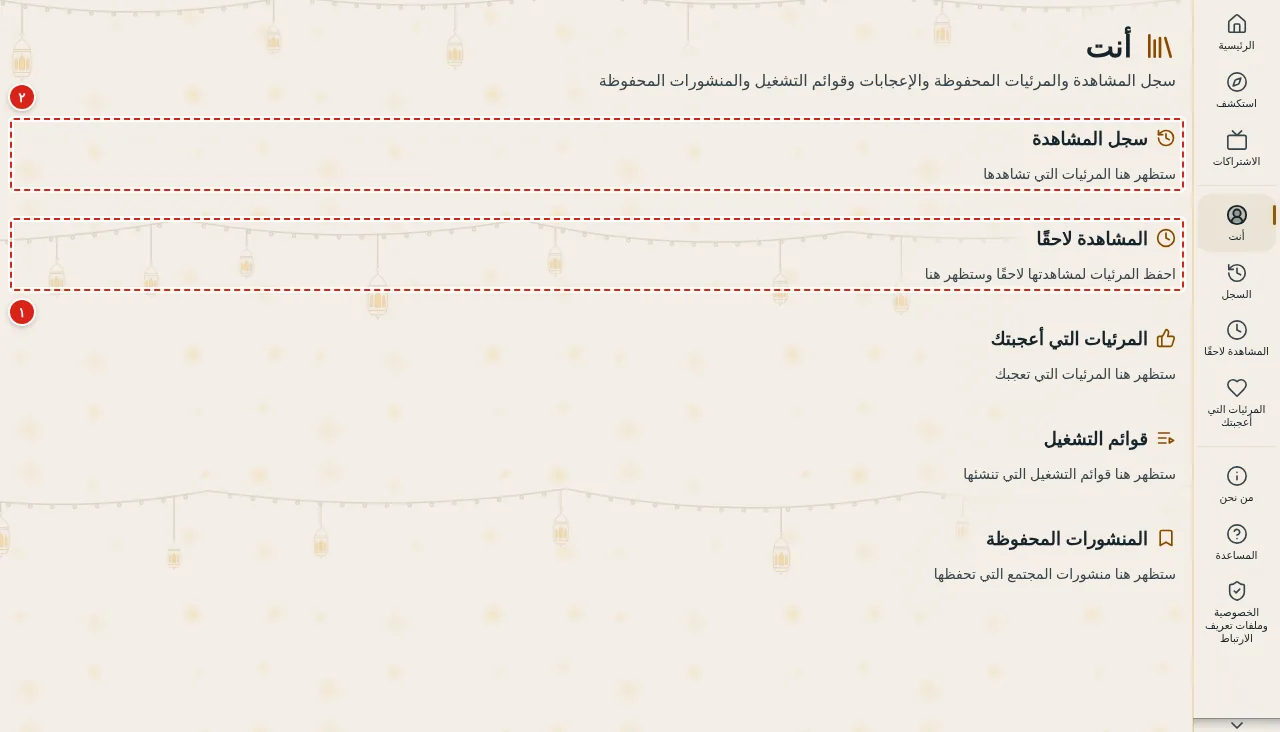 الرئيسية
استكشف
الاشتراكات
أنت
السجل
المشاهدة لاحقًا
المرئيات التي
أعجبتك
من نحن
المساعدة
الخصوصية
وملفات تعريف
الارتباط
أنت
سجل المشاهدة والمرئيات المحفوظة والإعجابات وقوائم التشغيل والمنشورات المحفوظة
٢
سجل المشاهدة
ستظهر هنا المرئيات التي تشاهدها
المشاهدة لاحقًا
احفظ المرئيات لمشاهدتها لاحقًا وستظهر هنا
١
المرئيات التي أعجبتك
ستظهر هنا المرئيات التي تعجبك
قوائم التشغيل
ستظهر هنا قوائم التشغيل التي تنشئها
المنشورات المحفوظة
ستظهر هنا منشورات المجتمع التي تحفظها